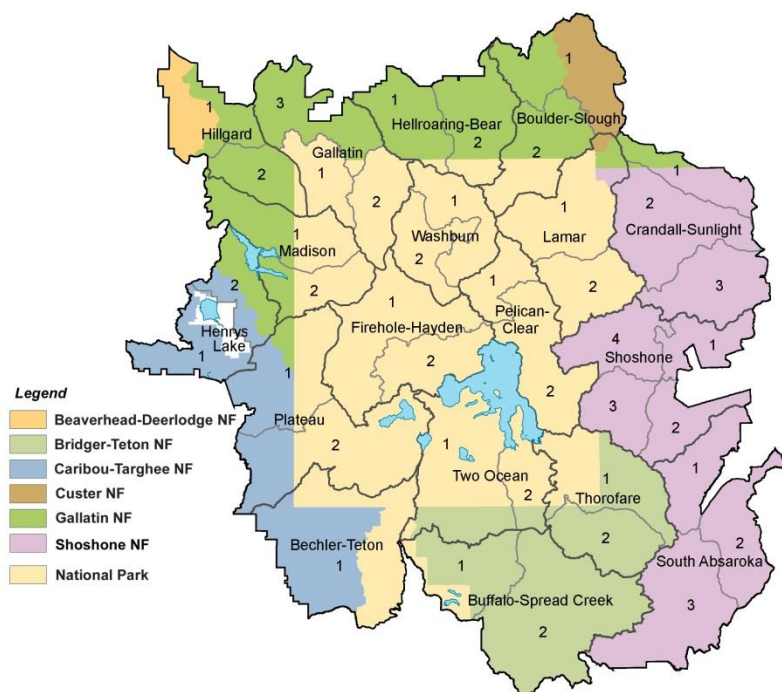 1
3
1
1
Hillgard
Hellroaring-Bear
Boulder-Slough
Gallatin
2
2
2
1
1
2
1
1
2
Crandall-Sunlight
1
Washburn
Lamar
Madison
2
2
2
1
2
3
Henrys
Lake
1
Firehole-Hayden
Pelican-
Clear
4
Shoshone
1
1
1
2
2
3
2
Plateau
2
1
Two Ocean
2
1
Thorofare
1
2
Bechler-Teton
1
1
South Absaroka
2
Buffalo-Spread Creek
2
3
Legend
Beaverhead-Deerlodge NF
Bridger-Teton NF
Caribou-Targhee NF
Custer NF
Gallatin NF
Shoshone NF
National Park